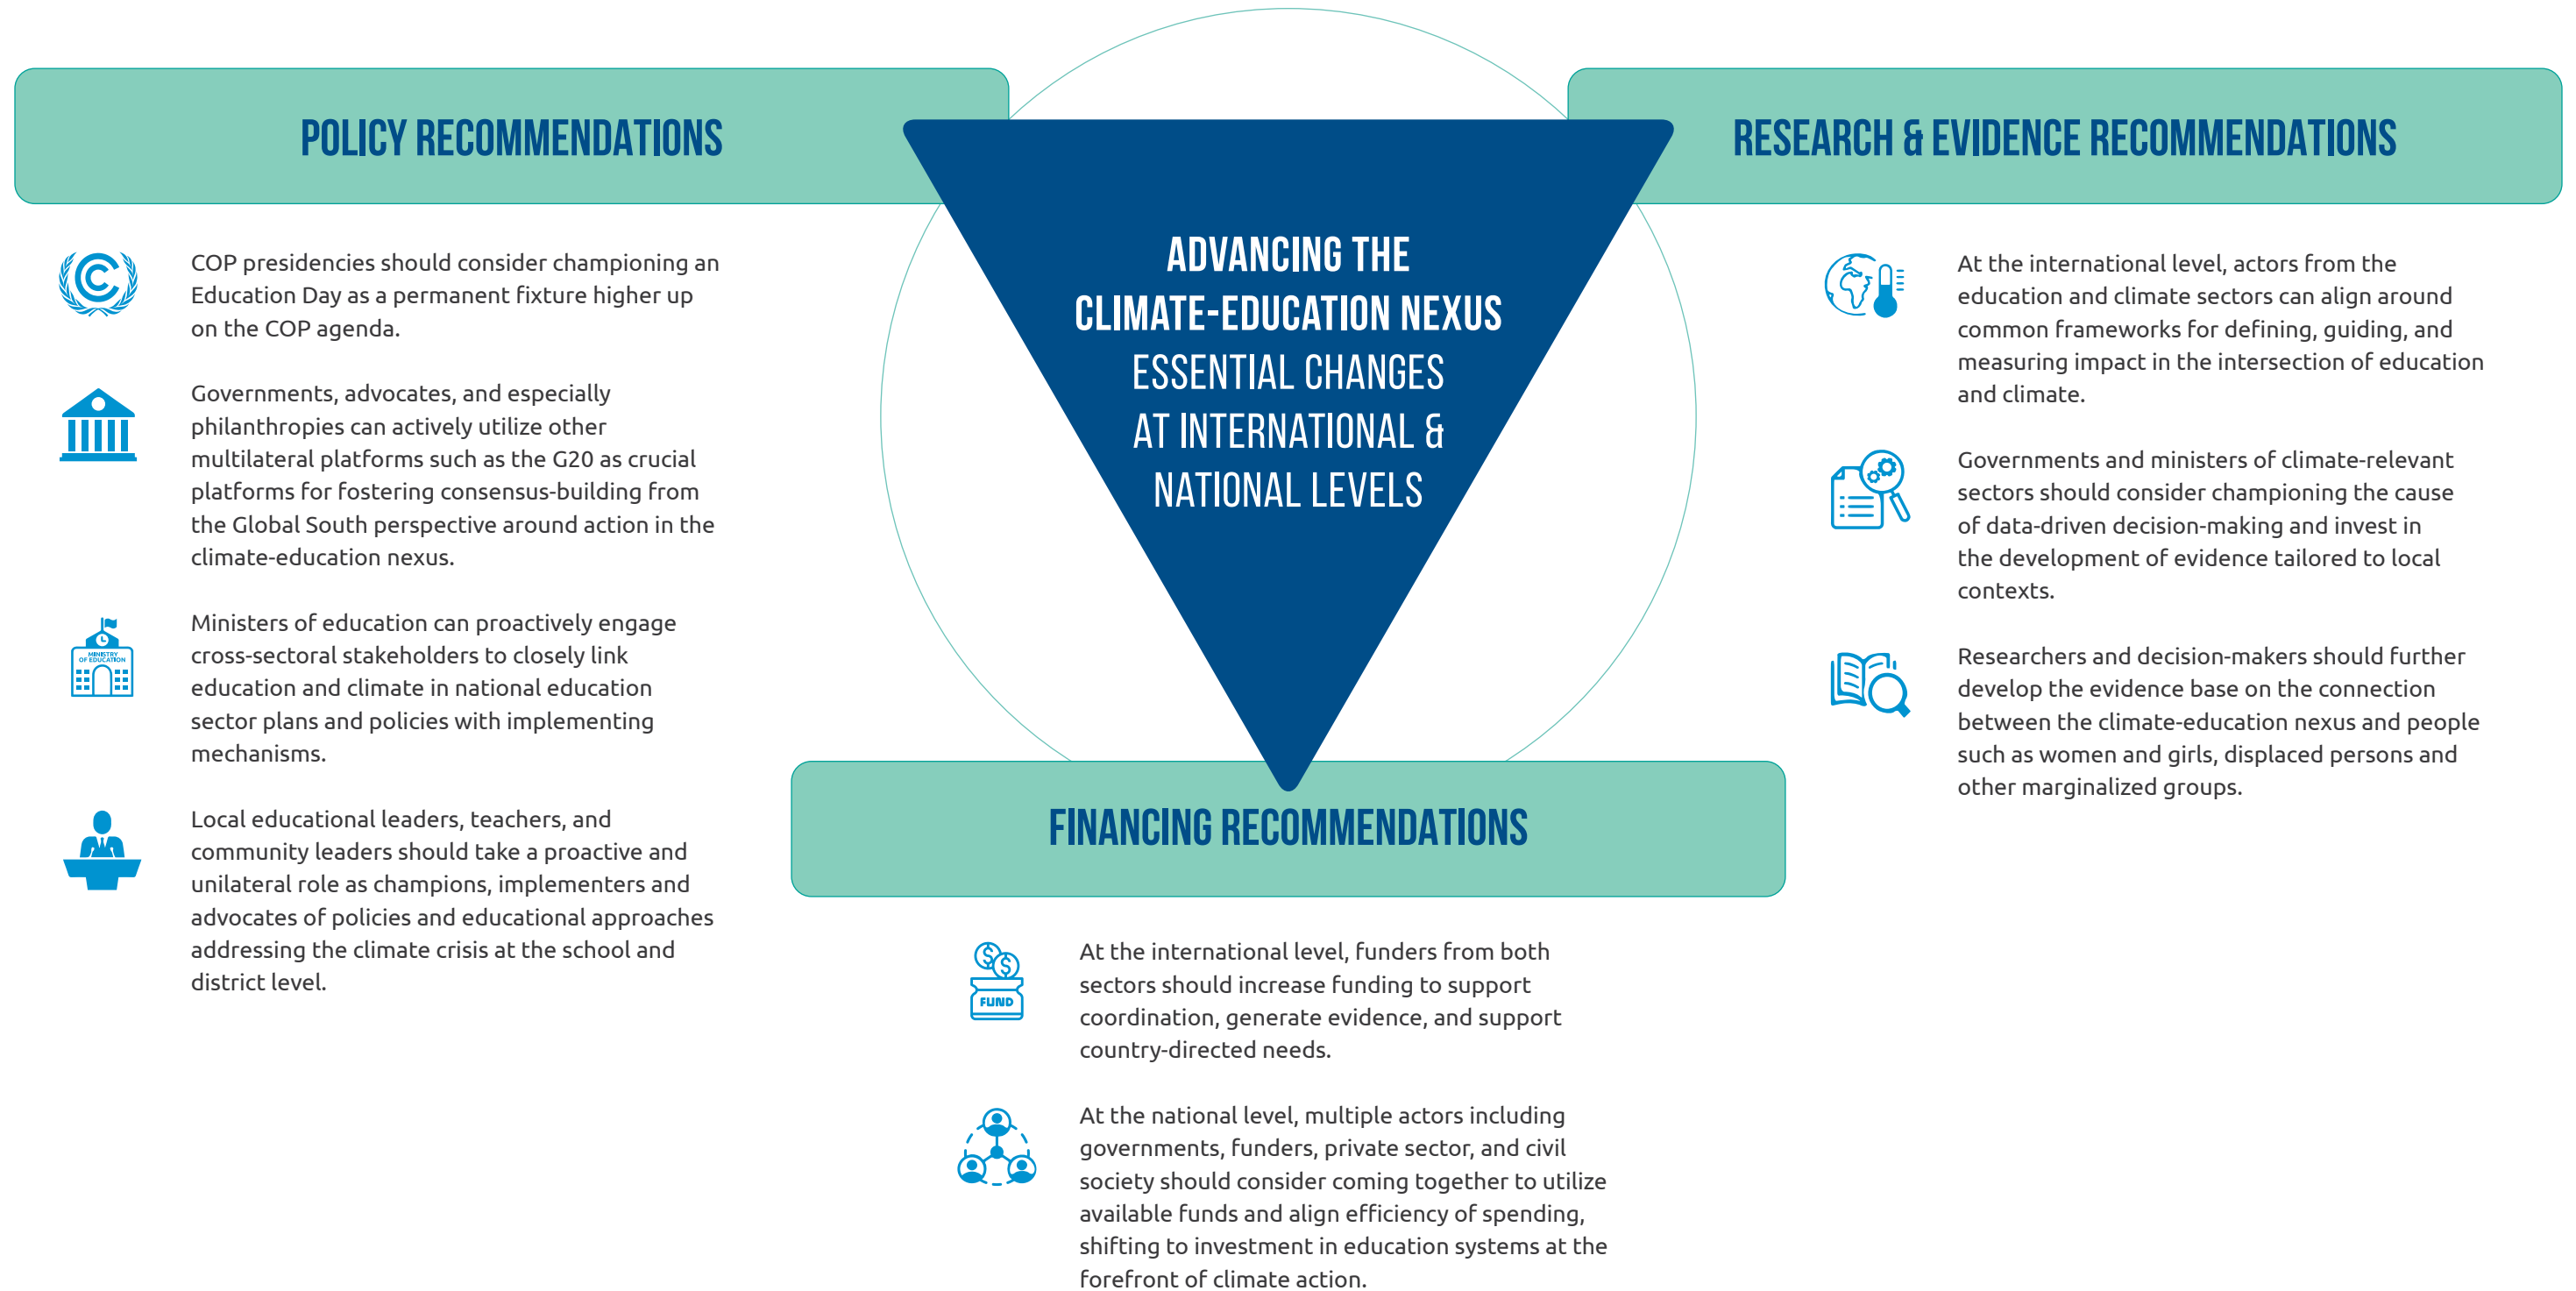 POLICY RECOMMENDATIONS
COP presidencies should consider championing an
Education Day as a permanent fixture higher up
on the COP agenda.
Governments, advocates, and especially
philanthropies can actively utilize other
multilateral platforms such as the G20 as crucial
platforms for fostering consensus-building from
the Global South perspective around action in the
climate-education nexus.
MINISTRY
OF EDUCATION
Ministers of education can proactively engage
cross-sectoral stakeholders to closely link
education and climate in national education
sector plans and policies with implementing
mechanisms.
Local educational leaders, teachers, and
community leaders should take a proactive and
unilateral role as champions, implementers and
advocates of policies and educational approaches
addressing the climate crisis at the school and
district level.
ADVANCING THE
CLIMATE-EDUCATION NEXUS
ESSENTIAL CHANGES
AT INTERNATIONAL &
NATIONAL LEVELS
FINANCING RECOMMENDATIONS
$ $
FUND
At the international level, funders from both
sectors should increase funding to support
coordination, generate evidence, and support
country-directed needs.
At the national level, multiple actors including
governments, funders, private sector, and civil
society should consider coming together to utilize
available funds and align efficiency of spending,
shifting to investment in education systems at the
forefront of climate action.
RESEARCH & EVIDENCE RECOMMENDATIONS
At the international level, actors from the
education and climate sectors can align around
common frameworks for defining, guiding, and
measuring impact in the intersection of education
and climate.
Governments and ministers of climate-relevant
sectors should consider championing the cause
of data-driven decision-making and invest in
the development of evidence tailored to local
contexts.
Researchers and decision-makers should further
develop the evidence base on the connection
between the climate-education nexus and people
such as women and girls, displaced persons and
other marginalized groups.